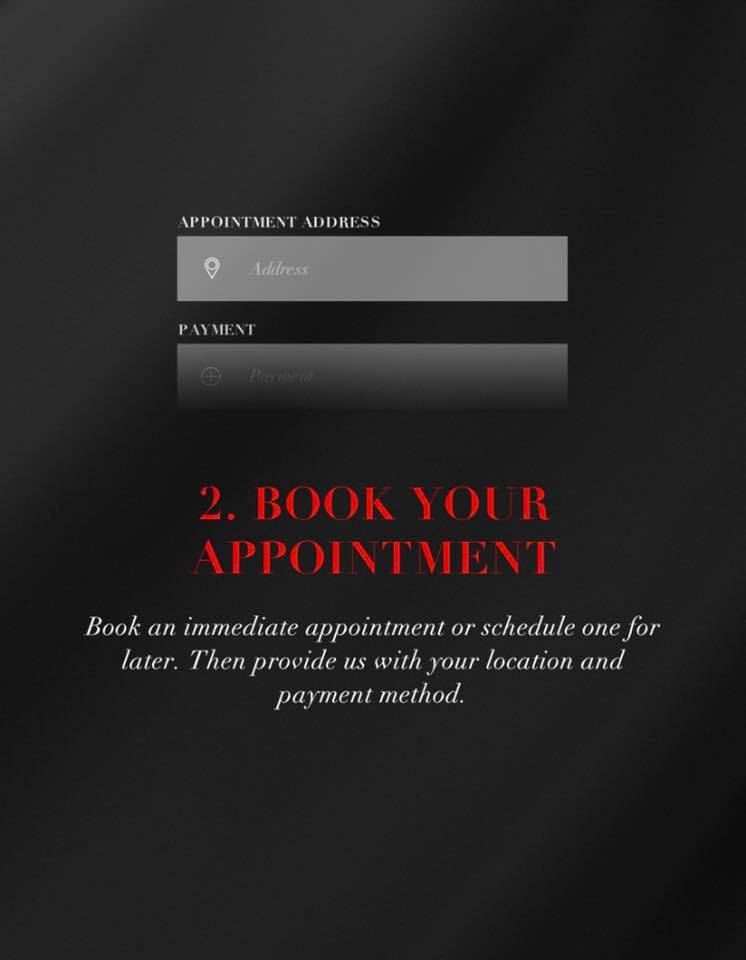 APPOINTMENT ADDRESS
Address
PAYMENT
Payment
2. BOOK YOUR
APPOINTMENT
Book an immediate appointment or schedule one for
later. Then provide us with your location and
payment method.